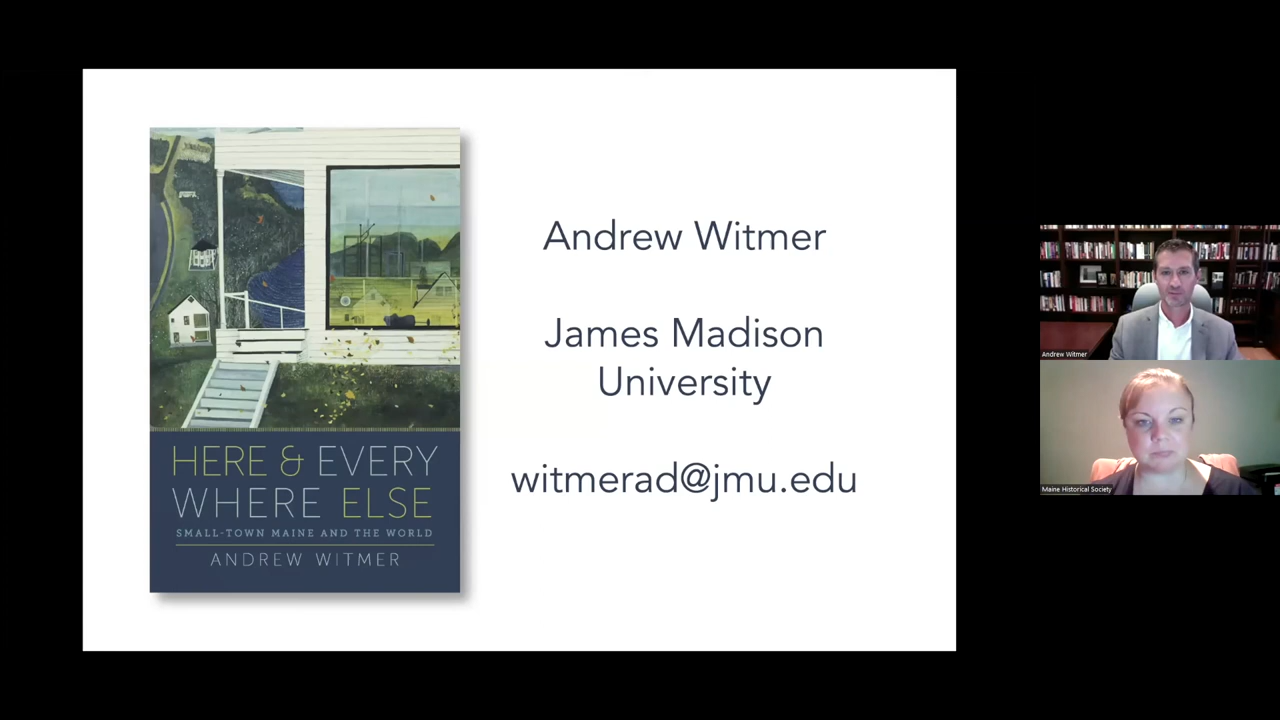 HERE & EVERY
WHERE ELSE
SMALL-TOWN MAINE AND THE WORLD
ANDREW WITMER
Andrew Witmer
James Madison
University
witmerad@jmu.edu
Andrew Witmer
Maine Historical Society